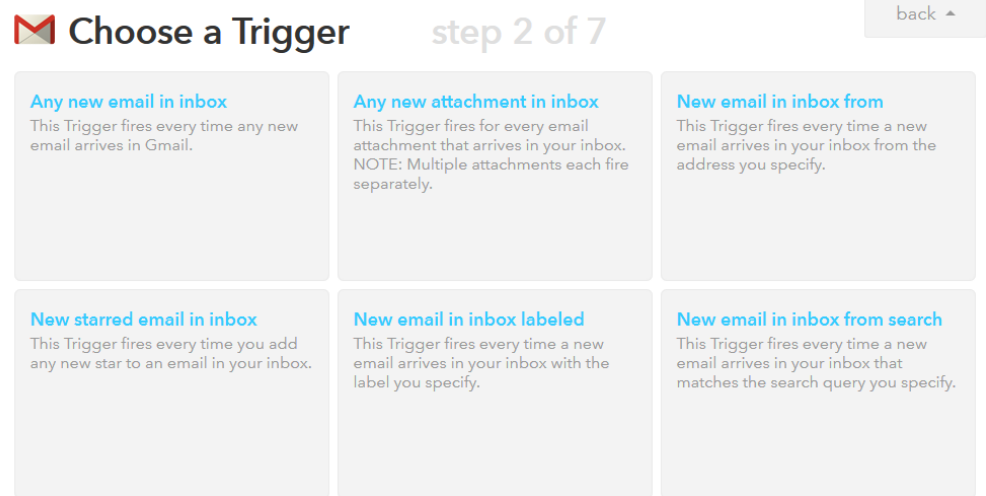 Choose a Trigger
step 2 of 7
back
Any new email in inbox
This Trigger fires every time any new
email arrives in Gmail.
Any new attachment in inbox
This Trigger fires for every email
attachment that arrives in your inbox.
NOTE: Multiple attachments each fire
separately.
New email in inbox from
This Trigger fires every time a new
email arrives in your inbox from the
address you specify.
New starred email in inbox
This Trigger fires every time you add
any new star to an email in your inbox.
New email in inbox labeled
This Trigger fires every time a new
email arrives in your inbox with the
label you specify.
New email in inbox from search
This Trigger fires every time a new
email arrives in your inbox that
matches the search query you specify.